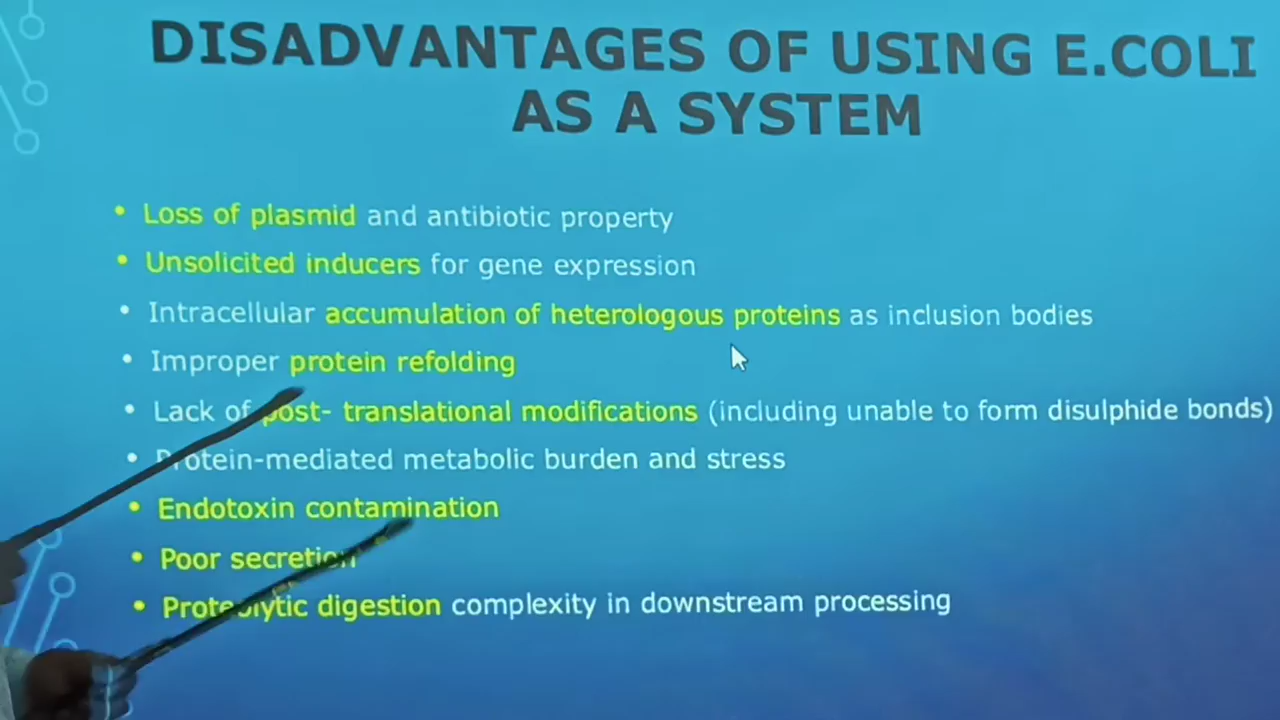 DISADVANTAGES OF USING E.COLI
AS A SYSTEM
• Loss of plasmid and antibiotic property
• Unsolicited inducers for gene expression
• Intracellular accumulation of heterologous proteins as inclusion bodies
• Improper protein refolding
• Lack of post- translational modifications (including unable to form disulphide bonds)
• Protein-mediated metabolic burden and stress
• Endotoxin contamination
• Poor secretion
• Proteolytic digestion complexity in downstream processing